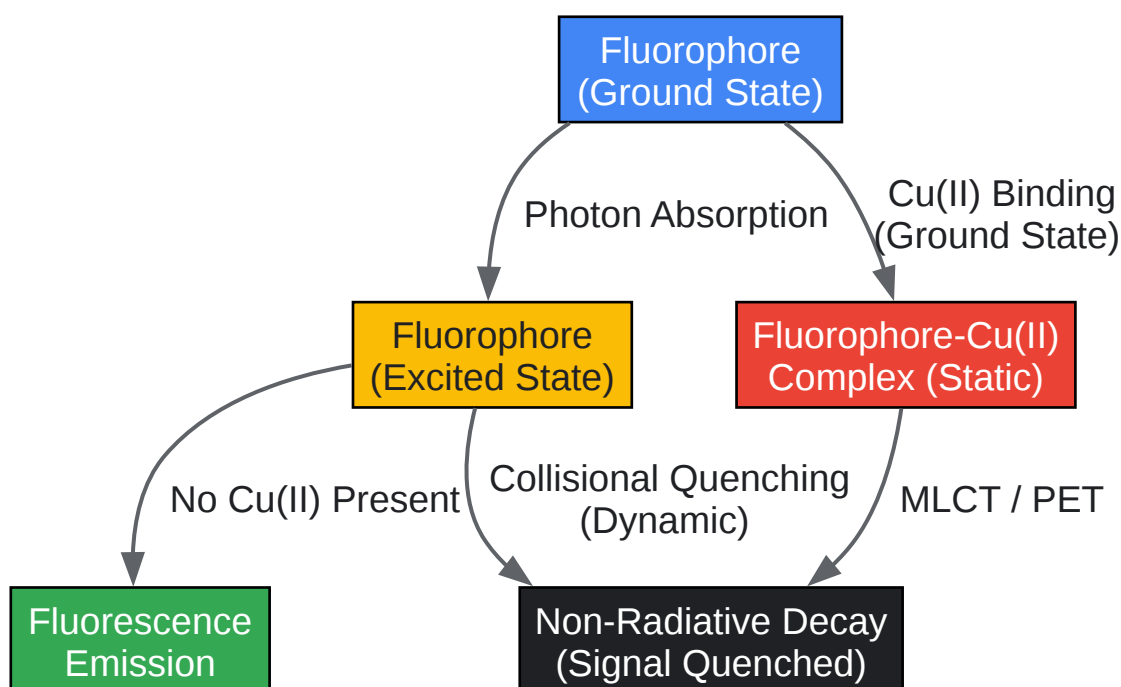 Fluorophore
(Ground State)
Photon Absorption
Cu(II) Binding
(Ground State)
Fluorophore
(Excited State)
Fluorophore-Cu(II)
Complex (Static)
No Cu(II) Present
Collisional Quenching
(Dynamic)
MLCT / PET
Fluorescence
Emission
Non-Radiative Decay
(Signal Quenched)